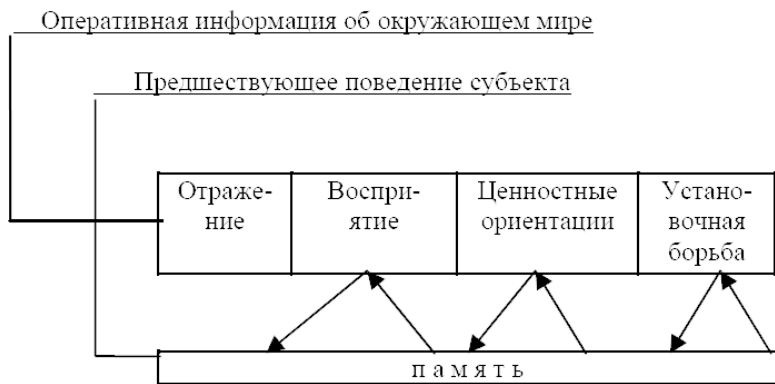 Оперативная информация об окружающем мире
Предшествующее поведение субъекта
Отраже-
ние
Воспри-
ятие
Ценностные
ориентации
Устано-
вочная
борьба
п а м я т ь